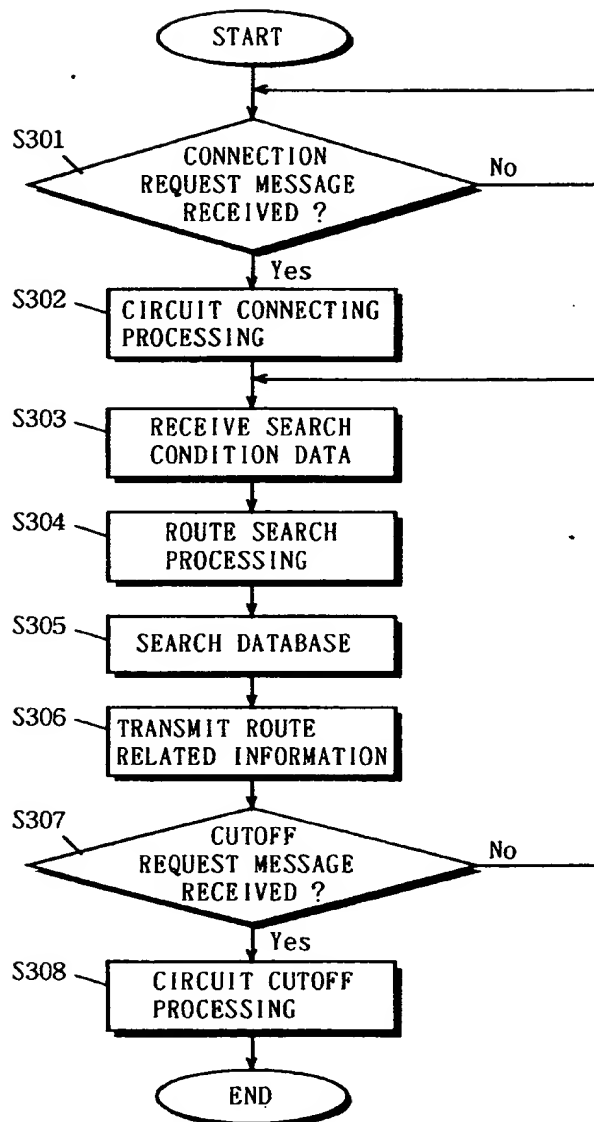 START
S301
CONNECTION
REQUEST MESSAGE
RECEIVED ?
No
Yes
S302
CIRCUIT CONNECTING
PROCESSING
S303
RECEIVE SEARCH
CONDITION DATA
S304
ROUTE SEARCH
PROCESSING
S305
SEARCH DATABASE
S306
TRANSMIT ROUTE
RELATED INFORMATION
S307
CUTOFF
REQUEST MESSAGE
RECEIVED ?
No
Yes
S308
CIRCUIT CUTOFF
PROCESSING
END